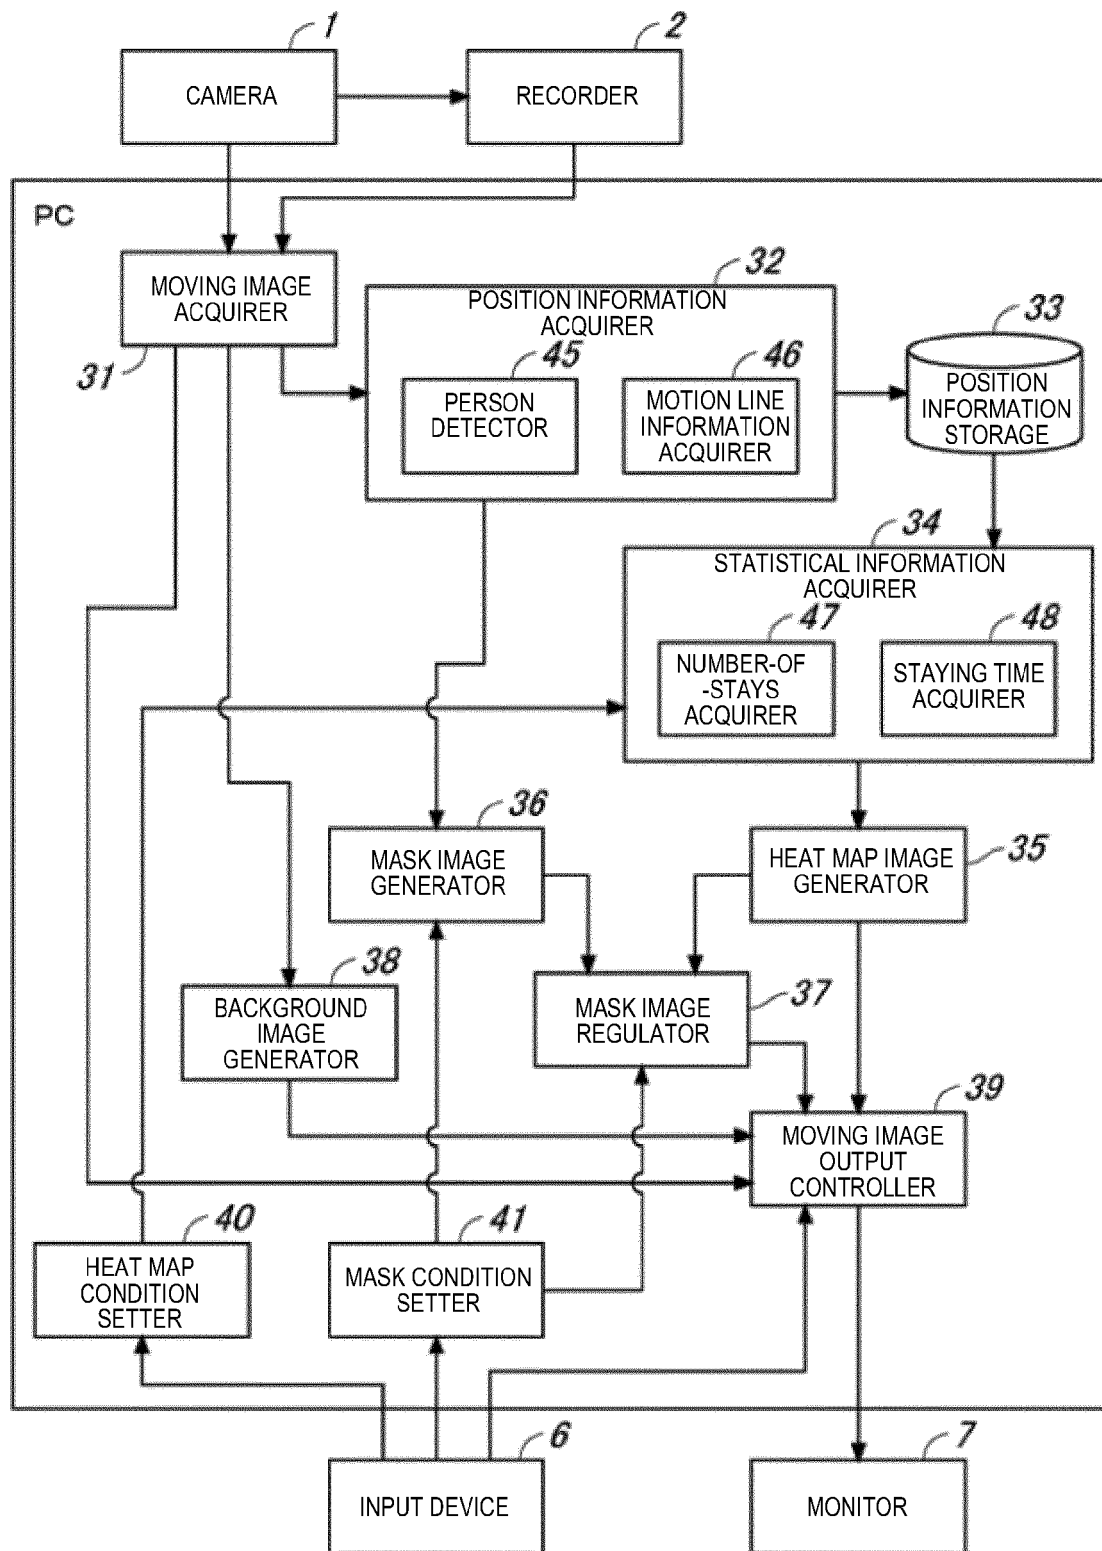 1
2
CAMERA
RECORDER
PC
MOVING IMAGE
ACQUIRER
31
32
POSITION INFORMATION
ACQUIRER
45
PERSON
DETECTOR
46
MOTION LINE
INFORMATION
ACQUIRER
33
POSITION
INFORMATION
STORAGE
34
STATISTICAL INFORMATION
ACQUIRER
47
NUMBER-OF
-STAYS
ACQUIRER
48
STAYING TIME
ACQUIRER
36
MASK IMAGE
GENERATOR
HEAT MAP IMAGE
GENERATOR
35
38
BACKGROUND
IMAGE
GENERATOR
MASK IMAGE
REGULATOR
37
39
MOVING IMAGE
OUTPUT
CONTROLLER
40
HEAT MAP
CONDITION
SETTER
41
MASK CONDITION
SETTER
6
INPUT DEVICE
7
MONITOR